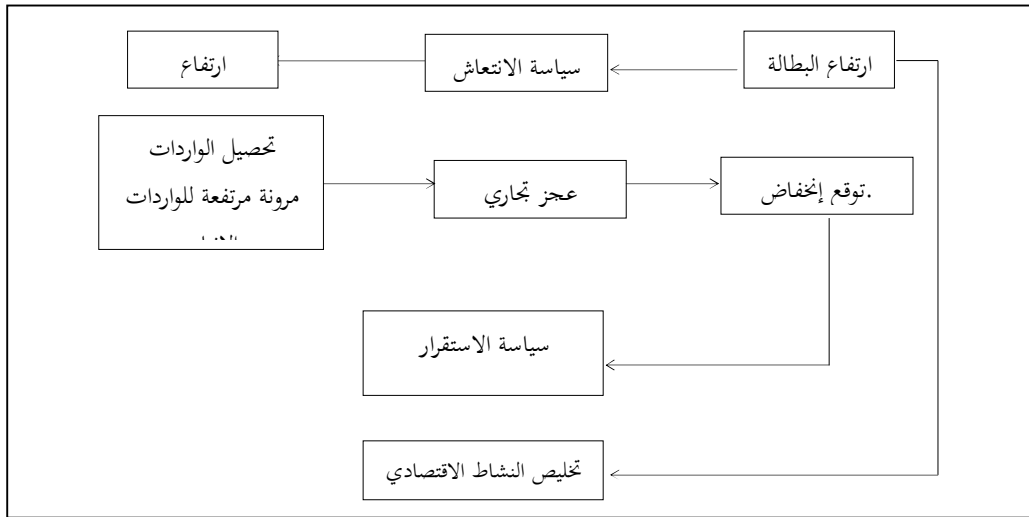 ارتفاع البطالة
سياسة الانتعاش
ارتفاع
تحصيل الواردات
مرونة مرتفعة للواردات
عجز تجاري
توقع إنخفاض.
سياسة الاستقرار
تخليص النشاط الاقتصادي